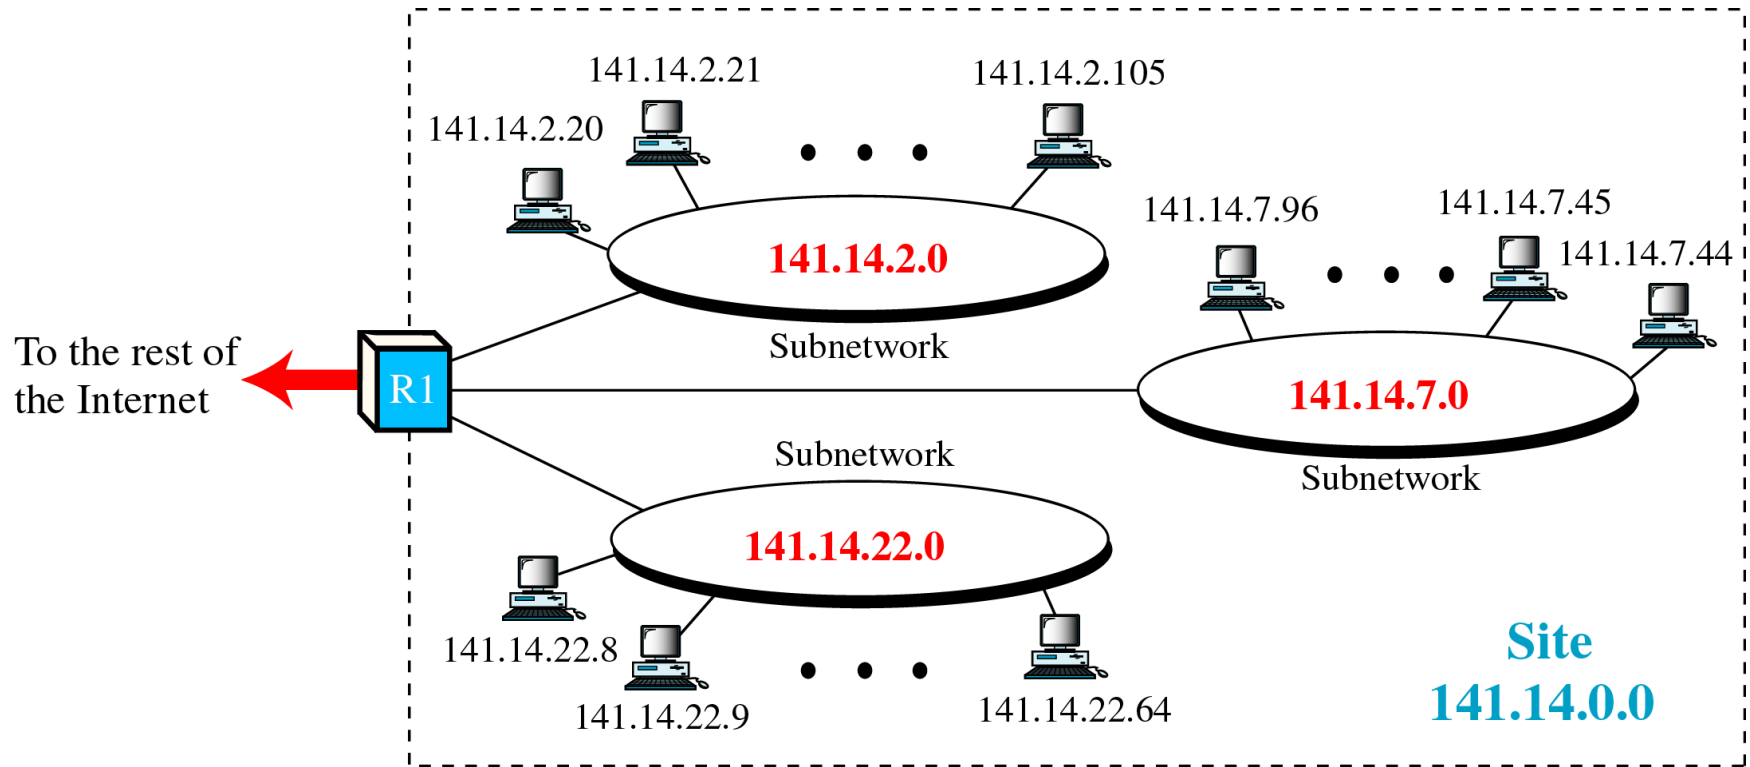 141.14.2.21
141.14.2.105
141.14.2.20
141.14.7.96
141.14.7.45
141.14.7.44
141.14.2.0
Subnetwork
To the rest of
the Internet
R1
141.14.7.0
Subnetwork
Subnetwork
141.14.22.0
141.14.22.8
141.14.22.9
141.14.22.64
Site
141.14.0.0